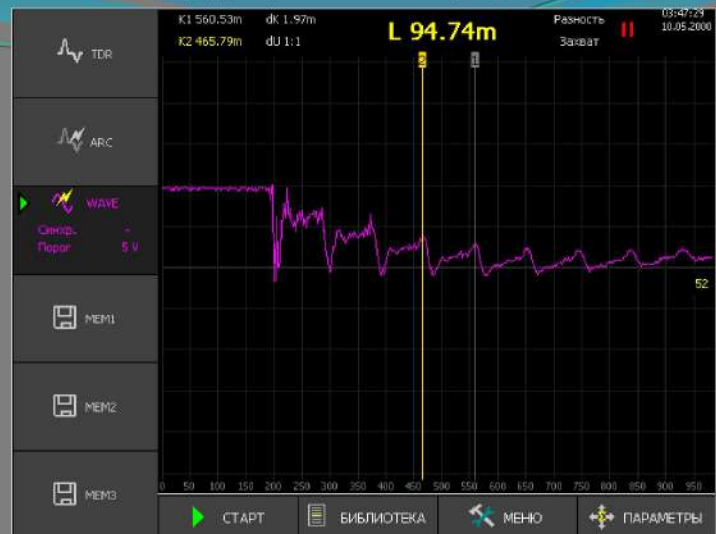 K1 560.53m dK 1.97m L 94.74m Разность 03:47:29
K2 465.79m dU 1:1 Захват 10.05.2000
TDR
2 1
ARC
WAVE
Синхр. -
Порог 5 V
52
MEM1
MEM2
MEM3
0 50 100 150 200 250 300 350 400 450 500 550 600 650 700 750 800 850 900 950
СТАРТ БИБЛИОТЕКА МЕНЮ ПАРАМЕТРЫ